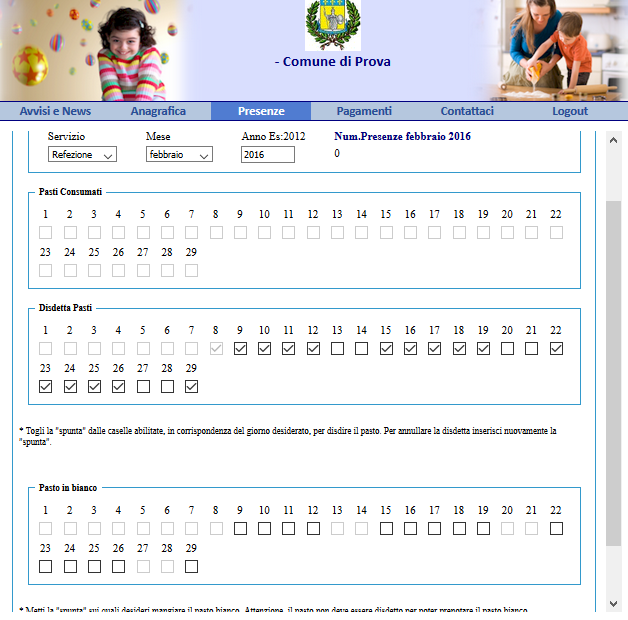 - Comune di Prova
Avvisi e News Anagrafica Presenze Pagamenti Contattaci Logout
Servizio Mese Anno Es:2012 Num.Presenze febbraio 2016
Refezione febbraio 2016 0
Pasti Consumati
1 2 3 4 5 6 7 8 9 10 11 12 13 14 15 16 17 18 19 20 21 22
23 24 25 26 27 28 29
Disdetta Pasti
1 2 3 4 5 6 7 8 9 10 11 12 13 14 15 16 17 18 19 20 21 22
23 24 25 26 27 28 29
* Togli la "spunta" dalle caselle abilitate, in corrispondenza del giorno desiderato, per disdire il pasto. Per annullare la disdetta inserisci nuovamente la
"spunta".
Pasto in bianco
1 2 3 4 5 6 7 8 9 10 11 12 13 14 15 16 17 18 19 20 21 22
23 24 25 26 27 28 29
* Metti la "spunta" sui quali desideri mangiare il pasto bianco. Attenzione, il pasto non deve essere disdetto per poter prenotare il pasto bianco.